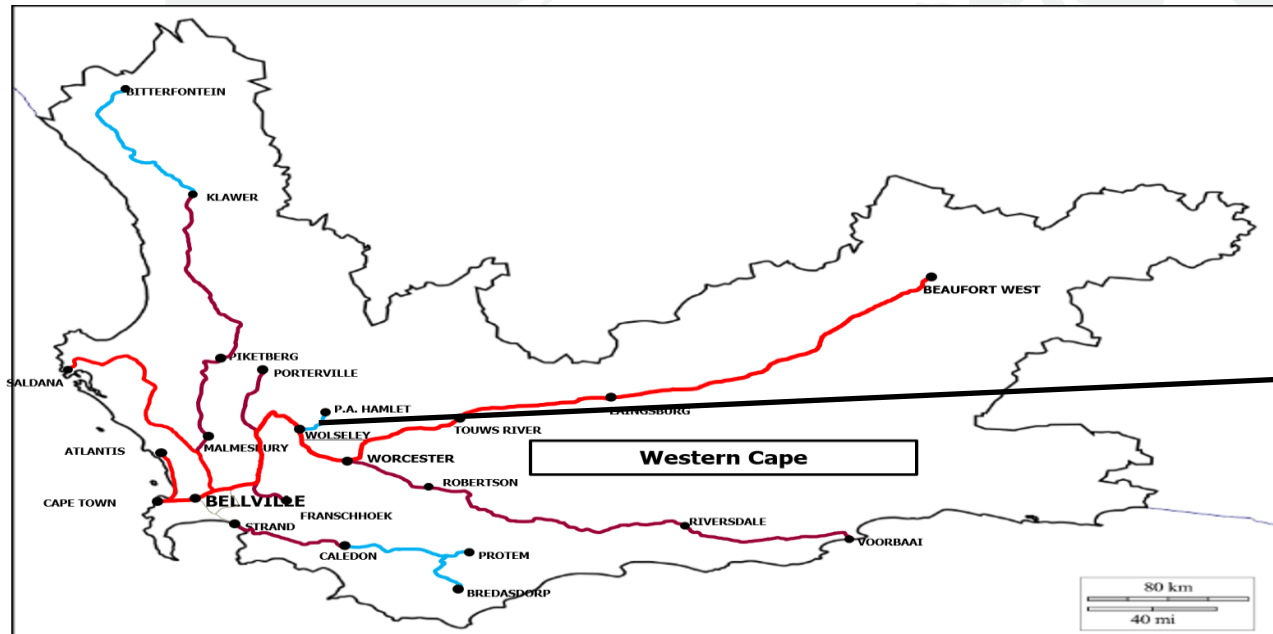 BITTERFONTEIN
KLAWER
BEAUFORT WEST
PIKETBERG
PORTERVILLE
SALDANA
P.A. HAMLET
LAINGSBURG
TOUWS RIVER
WOLSELEY
MALMESBURY
ATLANTIS
WORCESTER
Western Cape
ROBERTSON
CAPE TOWN
BELLVILLE
FRANSCHHOEK
STRAND
RIVERSDALE
VOORBAAI
CALEDON
PROTEM
BREDASDORP
80 km
40 mi